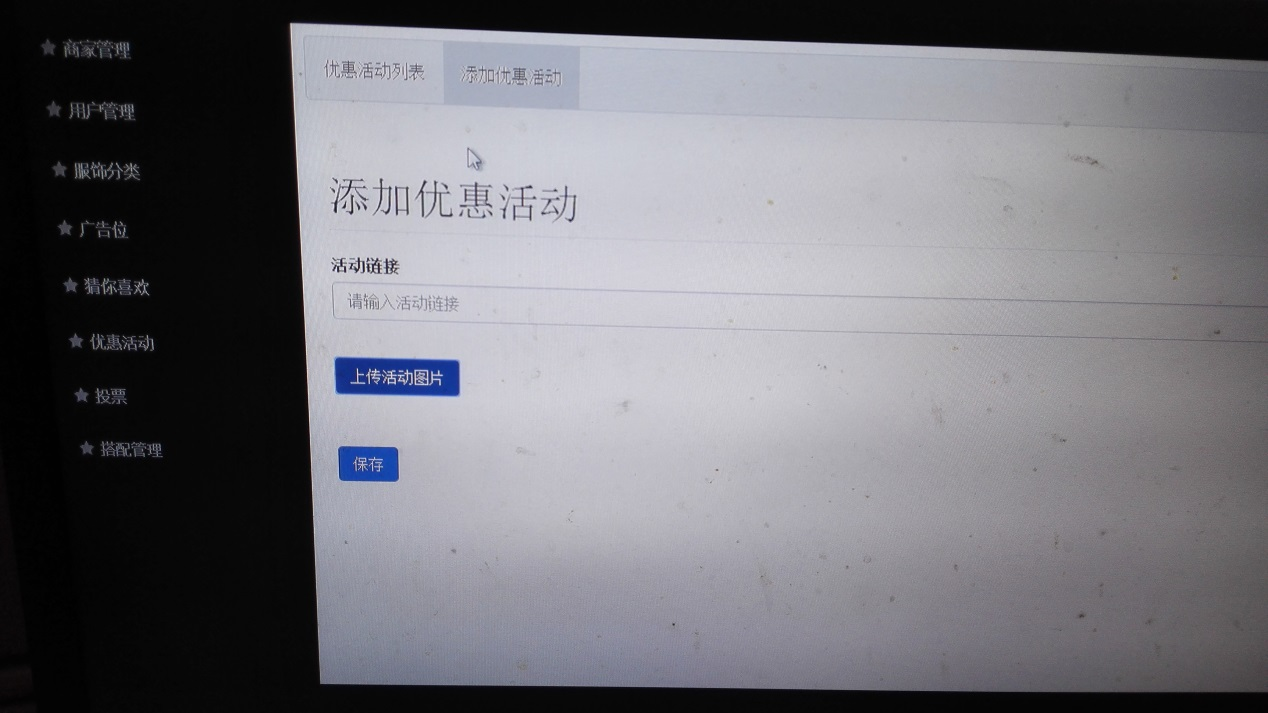 商家管理
用户管理
服饰分类
广告位
猜你喜欢
优惠活动
投票
搭配管理
优惠活动列表 添加优惠活动
添加优惠活动
活动链接
请输入活动链接
上传活动图片
保存